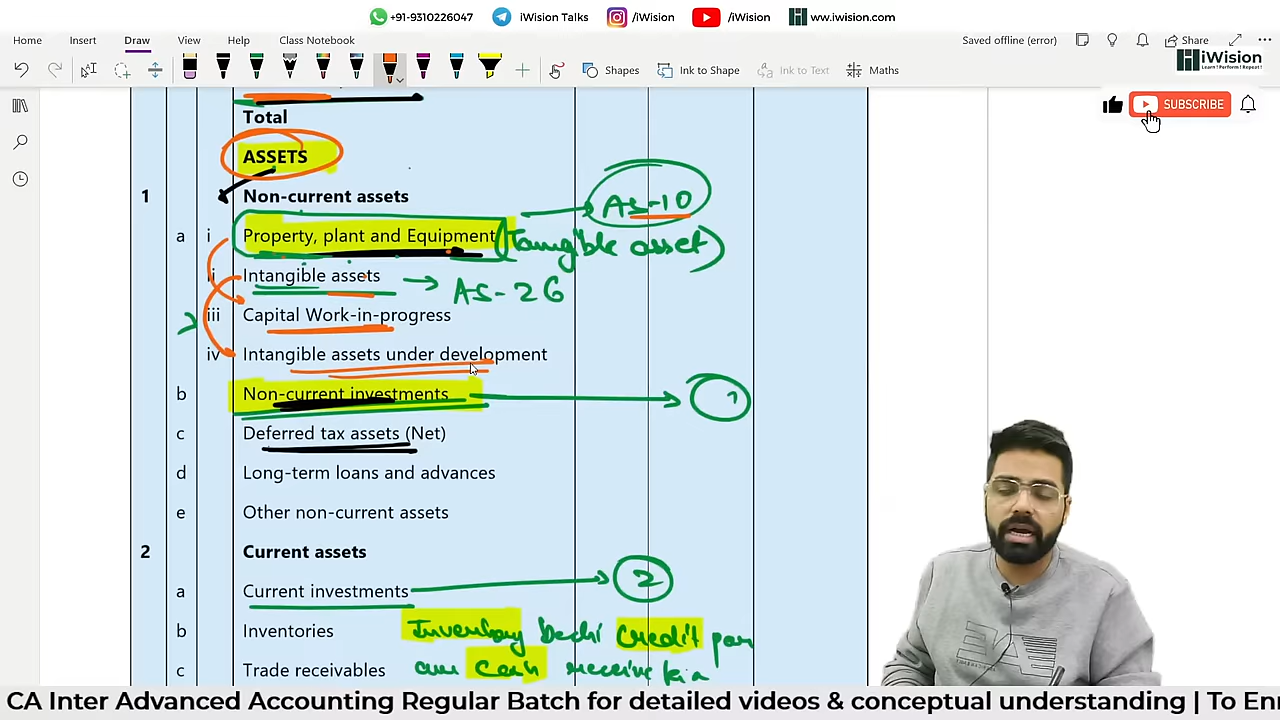 +91-9310226047 iWision Talks /iWision /iWision ww.iwision.com
Home Insert Draw View Help Class Notebook Saved offline (error) Share
Shapes Ink to Shape Ink to Text Maths
iWision
Learn ! Perform ! Repeat !
SUBSCRIBE
Total
ASSETS
1 Non-current assets
AS-10
a i Property, plant and Equipment (Tangible asset)
ii Intangible assets → AS-26
iii Capital Work-in-progress
iv Intangible assets under development
b Non-current investments
c Deferred tax assets (Net)
d Long-term loans and advances
e Other non-current assets
2 Current assets
a Current investments 2
b Inventories Inventory bechi credit par
c Trade receivables aur cash receive kia
CA Inter Advanced Accounting Regular Batch for detailed videos & conceptual understanding | To En